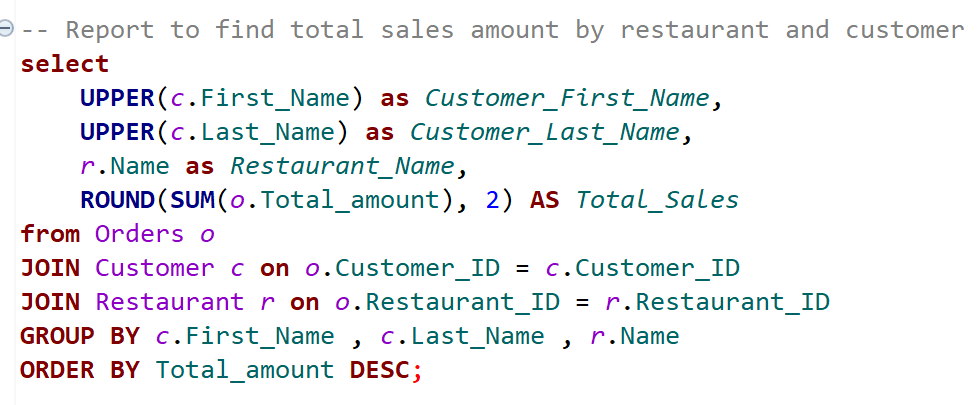 -- Report to find total sales amount by restaurant and customer
select
UPPER(c.First_Name) as Customer_First_Name,
UPPER(c.Last_Name) as Customer_Last_Name,
r.Name as Restaurant_Name,
ROUND(SUM(o.Total_amount), 2) AS Total_Sales
from Orders o
JOIN Customer c on o.Customer_ID = c.Customer_ID
JOIN Restaurant r on o.Restaurant_ID = r.Restaurant_ID
GROUP BY c.First_Name , c.Last_Name , r.Name
ORDER BY Total_amount DESC;